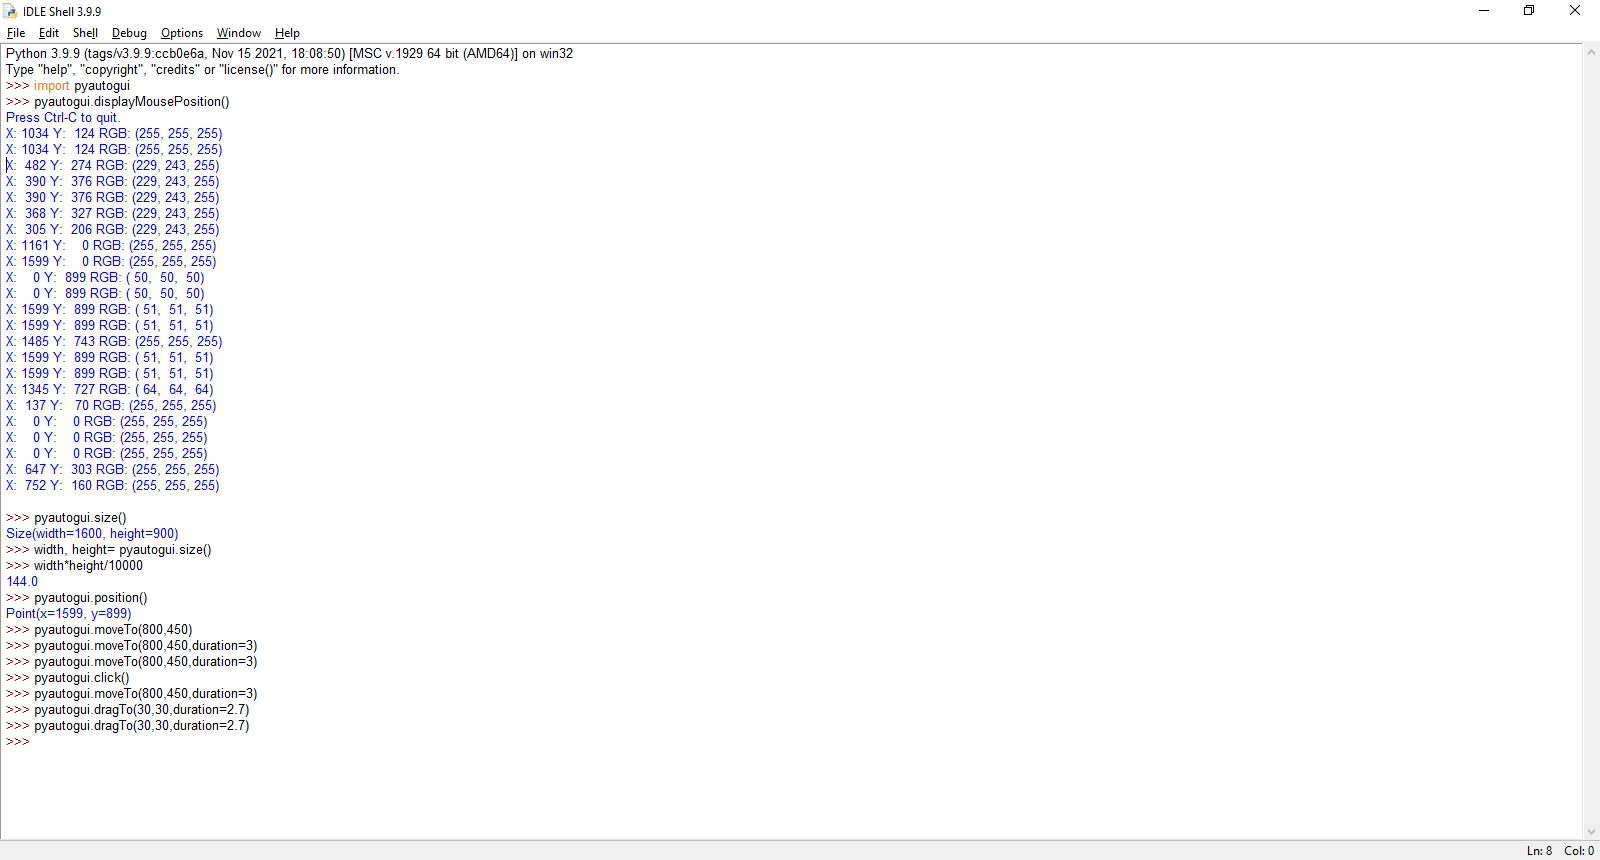 IDLE Shell 3.9.9
File Edit Shell Debug Options Window Help
Python 3.9.9 (tags/v3.9.9:ccb0e6a, Nov 15 2021, 18:08:50) [MSC v.1929 64 bit (AMD64)] on win32
Type "help", "copyright", "credits" or "license()" for more information.
>>> import pyautogui
>>> pyautogui.displayMousePosition()
Press Ctrl-C to quit.
X: 1034 Y:  124 RGB: (255, 255, 255)
X: 1034 Y:  124 RGB: (255, 255, 255)
X:  482 Y:  274 RGB: (229, 243, 255)
X:  390 Y:  376 RGB: (229, 243, 255)
X:  390 Y:  376 RGB: (229, 243, 255)
X:  368 Y:  327 RGB: (229, 243, 255)
X:  305 Y:  206 RGB: (229, 243, 255)
X: 1161 Y:    0 RGB: (255, 255, 255)
X: 1599 Y:    0 RGB: (255, 255, 255)
X:    0 Y:  899 RGB: ( 50,  50,  50)
X:    0 Y:  899 RGB: ( 50,  50,  50)
X: 1599 Y:  899 RGB: ( 51,  51,  51)
X: 1599 Y:  899 RGB: ( 51,  51,  51)
X: 1485 Y:  743 RGB: (255, 255, 255)
X: 1599 Y:  899 RGB: ( 51,  51,  51)
X: 1599 Y:  899 RGB: ( 51,  51,  51)
X: 1345 Y:  727 RGB: ( 64,  64,  64)
X:  137 Y:   70 RGB: (255, 255, 255)
X:    0 Y:    0 RGB: (255, 255, 255)
X:    0 Y:    0 RGB: (255, 255, 255)
X:    0 Y:    0 RGB: (255, 255, 255)
X:  647 Y:  303 RGB: (255, 255, 255)
X:  752 Y:  160 RGB: (255, 255, 255)
>>> pyautogui.size()
Size(width=1600, height=900)
>>> width, height= pyautogui.size()
>>> width*height/10000
144.0
>>> pyautogui.position()
Point(x=1599, y=899)
>>> pyautogui.moveTo(800,450)
>>> pyautogui.moveTo(800,450,duration=3)
>>> pyautogui.moveTo(800,450,duration=3)
>>> pyautogui.click()
>>> pyautogui.moveTo(800,450,duration=3)
>>> pyautogui.dragTo(30,30,duration=2.7)
>>> pyautogui.dragTo(30,30,duration=2.7)
>>>
Ln: 8 Col: 0